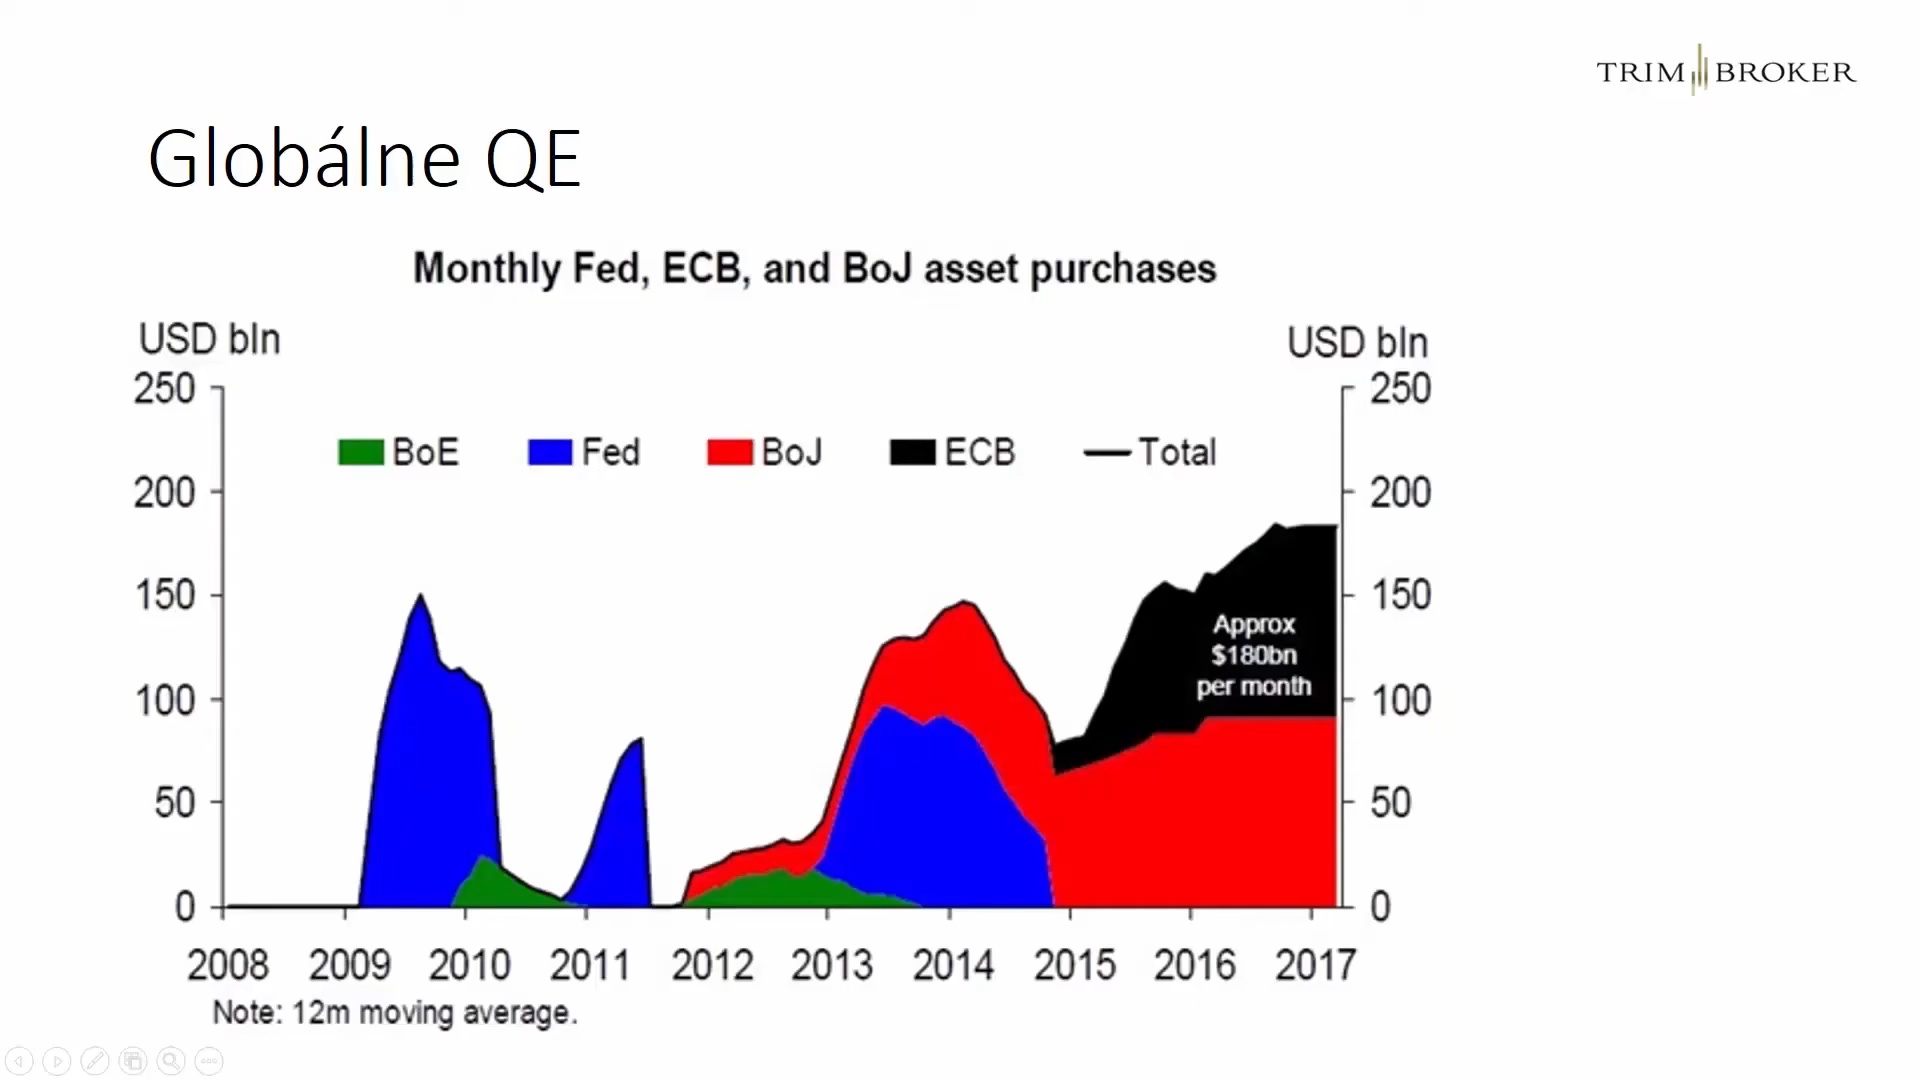 TRIM BROKER
Globálne QE
Monthly Fed, ECB, and BoJ asset purchases
USD bln
USD bln
250
250
BoE
Fed
BoJ
ECB
Total
200
200
150
150
Approx
$180bn
per month
100
100
50
50
0
0
2008 2009 2010 2011 2012 2013 2014 2015 2016 2017
Note: 12m moving average.